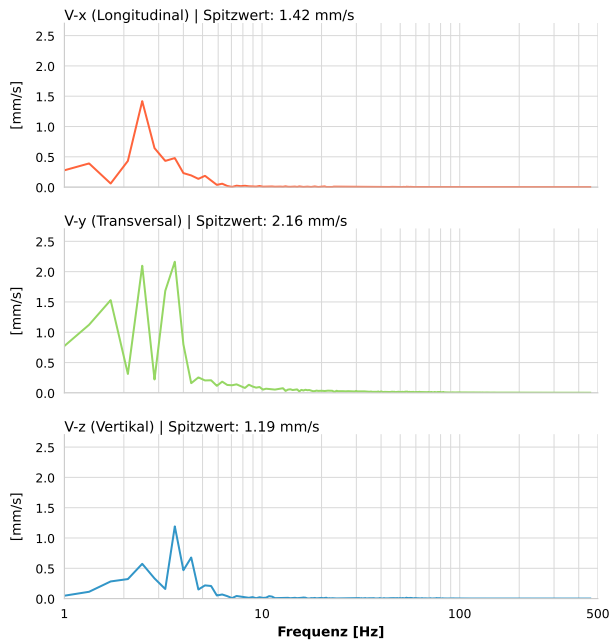 V-x (Longitudinal) | Spitzwert: 1.42 mm/s
2.5
2.0
1.5
1.0
0.5
0.0
[mm/s]
V-y (Transversal) | Spitzwert: 2.16 mm/s
2.5
2.0
1.5
1.0
0.5
0.0
[mm/s]
V-z (Vertikal) | Spitzwert: 1.19 mm/s
2.5
2.0
1.5
1.0
0.5
0.0
[mm/s]
1 10 100 500
Frequenz [Hz]